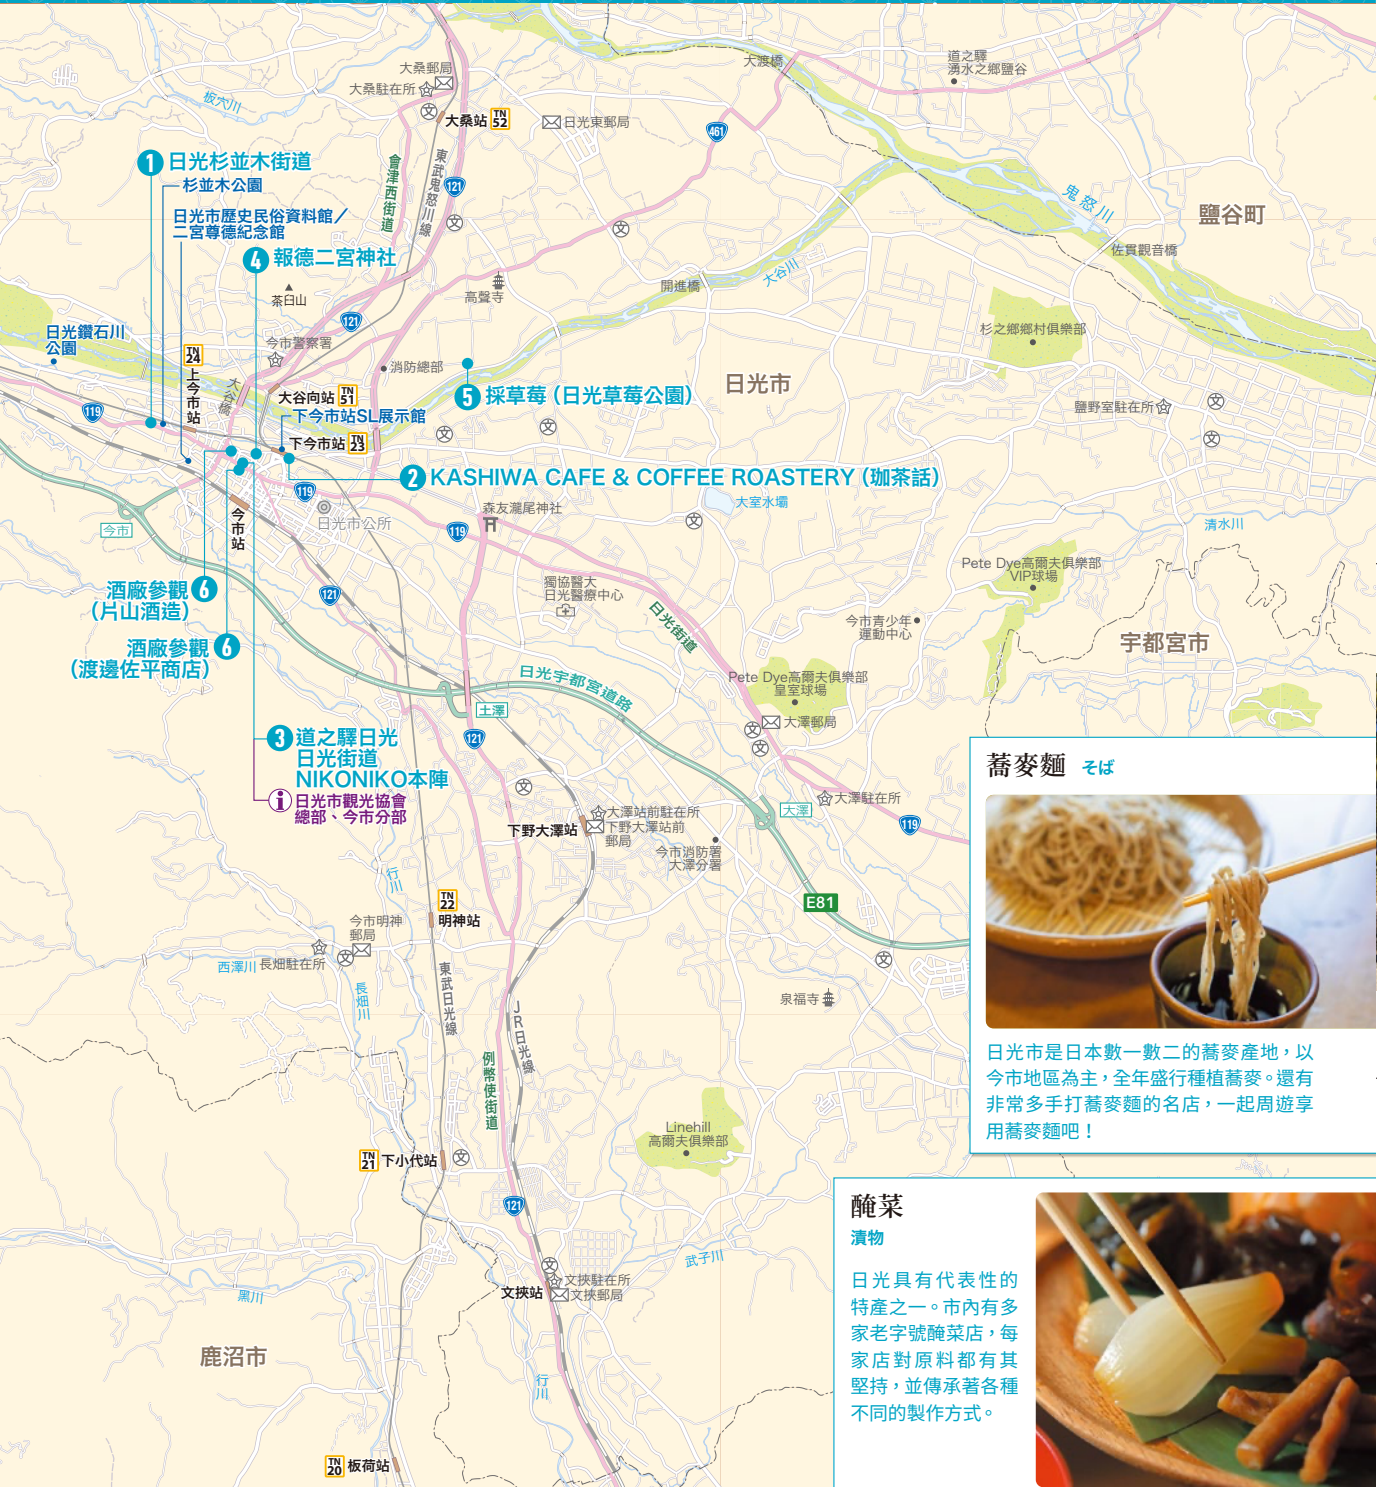 大桑郵局
大桑駐在所
板穴川
大桑站
TN
52
日光東郵局
大渡橋
道之驛
湧水之鄉鹽谷
461
會津西街道
東武鬼怒川線
121
1 日光杉並木街道
杉並木公園
日光市歷史民俗資料館／
二宮尊德紀念館
4 報德二宮神社
茶臼山
高聲寺
鬼怒川
鹽谷町
佐貫觀音橋
大谷川
開進橋
日光鑽石川
公園
121
今市警察署
消防總部
杉之鄉鄉村俱樂部
TN
24
上今市站
大谷橋
大谷向站
TN
51
5 採草莓（日光草莓公園）
日光市
119
下今市站SL展示館
下今市站
TN
23
鹽野室駐在所
2 KASHIWA CAFE & COFFEE ROASTERY（珈茶話）
119
日光市公所
今市
今市站
森友瀧尾神社
119
大室水壩
清水川
酒廠參觀 6
（片山酒造）
121
獨協醫大
日光醫療中心
日光街道
Pete Dye高爾夫俱樂部
VIP球場
今市青少年
運動中心
酒廠參觀 6
（渡邊佐平商店）
宇都宮市
日光宇都宮道路
Pete Dye高爾夫俱樂部
皇室球場
土澤
大澤郵局
3 道之驛日光
日光街道
NIKONIKO本陣
121
日光市觀光協會
總部、今市分部
大澤
大澤駐在所
119
下野大澤站
大澤站前駐在所
下野大澤站前
郵局
今市消防署
大澤分署
E81
行川
TN
22
明神站
今市明神
郵局
西澤川
長畑駐在所
長畑川
東武日光線
JR日光線
泉福寺
例幣使街道
Linehill
高爾夫俱樂部
TN
21
下小代站
121
武子川
文挾站
文挾駐在所
文挾郵局
黑川
鹿沼市
行川
TN
20
板荷站
蕎麥麵 そば
日光市是日本數一數二的蕎麥產地，以
今市地區為主，全年盛行種植蕎麥。還有
非常多手打蕎麥麵的名店，一起周遊享
用蕎麥麵吧！
醃菜
漬物
日光具有代表性的
特產之一。市內有多
家老字號醃菜店，每
家店對原料都有其
堅持，並傳承著各種
不同的製作方式。